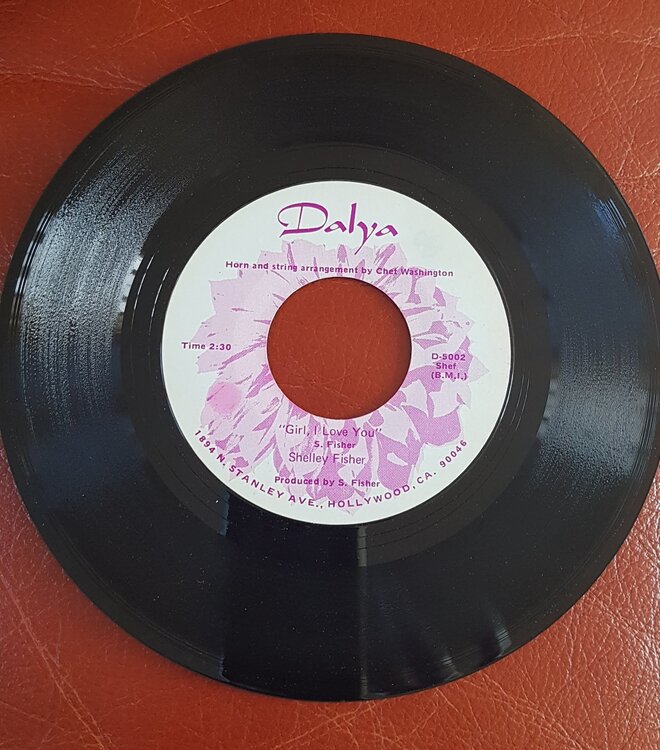 Dalya
Horn and string arrangement by Chet Washington
Time 2:30
D-5002
Shef
(B.M.I.)
"Girl, I Love You"
S. Fisher
Shelley Fisher
Produced by S. Fisher
1894 N. STANLEY AVE., HOLLYWOOD, CA. 90046